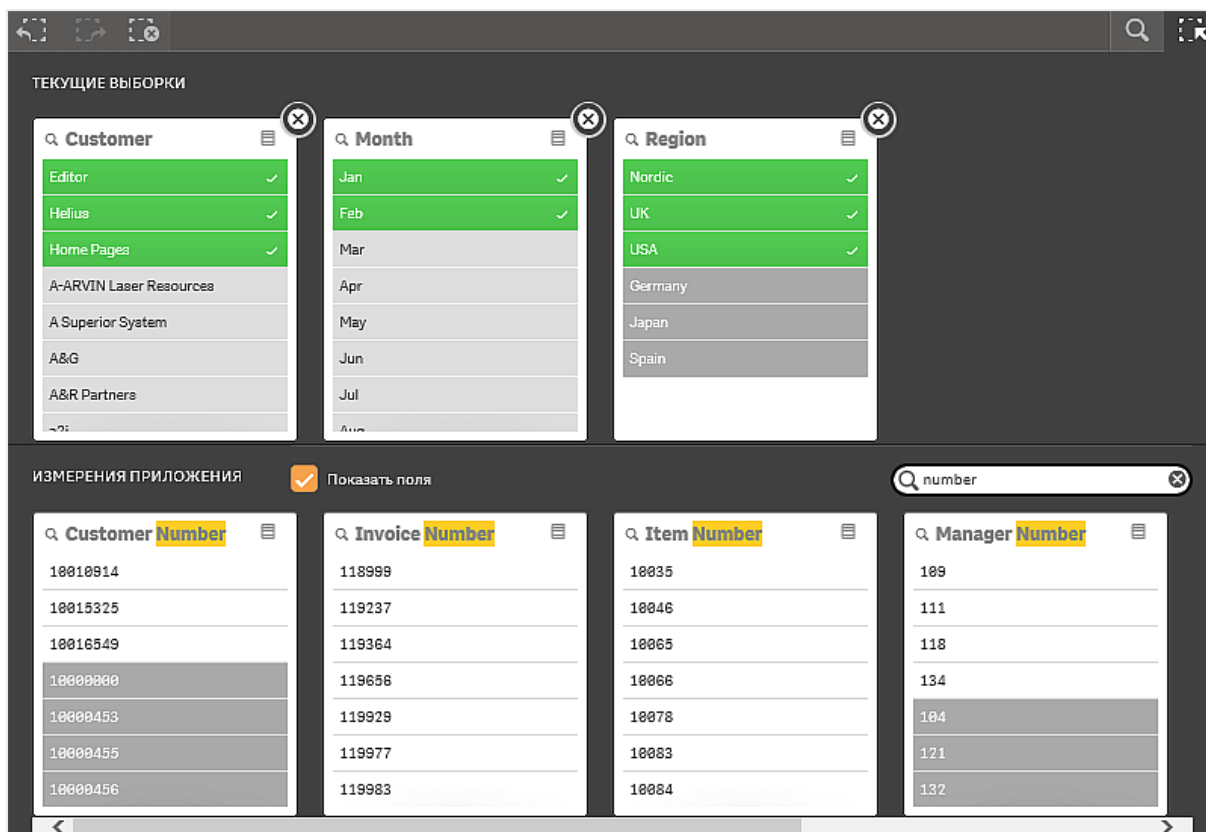 ТЕКУЩИЕ ВЫБОРКИ
Customer
Editor
Helius
Home Pages
A-ARVIN Laser Resources
A Superior System
A&G
A&R Partners
a2i
Month
Jan
Feb
Mar
Apr
May
Jun
Jul
Aug
Region
Nordic
UK
USA
Germany
Japan
Spain
ИЗМЕРЕНИЯ ПРИЛОЖЕНИЯ
Показать поля
number
Customer Number
10010914
10015325
10016549
10000000
10000453
10000455
10000456
Invoice Number
118999
119237
119364
119656
119929
119977
119983
Item Number
10035
10046
10065
10066
10078
10083
10084
Manager Number
109
111
118
134
104
121
132